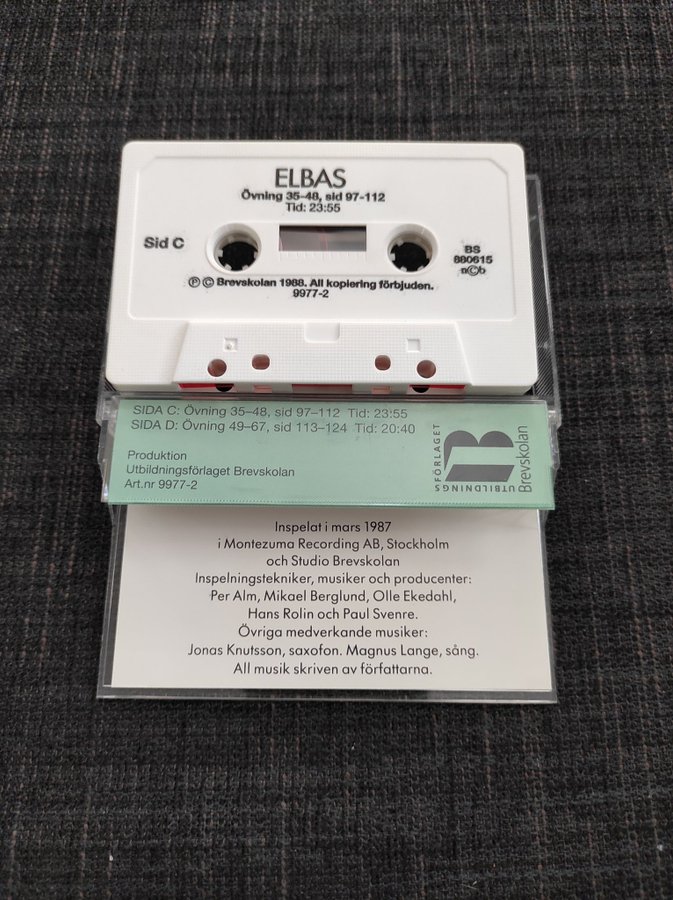 ELBAS
Övning 35-48, sid 97-112
Tid: 23:55
Sid C
BS
880615
n©b
℗ © Brevskolan 1988. All kopiering förbjuden.
9977-2
SIDA C: Övning 35–48, sid 97–112 Tid: 23:55
SIDA D: Övning 49–67, sid 113–124 Tid: 20:40
Produktion
Utbildningsförlaget Brevskolan
Art.nr 9977-2
UTBILDNINGS
FÖRLAGET
Brevskolan
Inspelat i mars 1987
i Montezuma Recording AB, Stockholm
och Studio Brevskolan
Inspelningstekniker, musiker och producenter:
Per Alm, Mikael Berglund, Olle Ekedahl,
Hans Rolin och Paul Svenre.
Övriga medverkande musiker:
Jonas Knutsson, saxofon. Magnus Lange, sång.
All musik skriven av författarna.